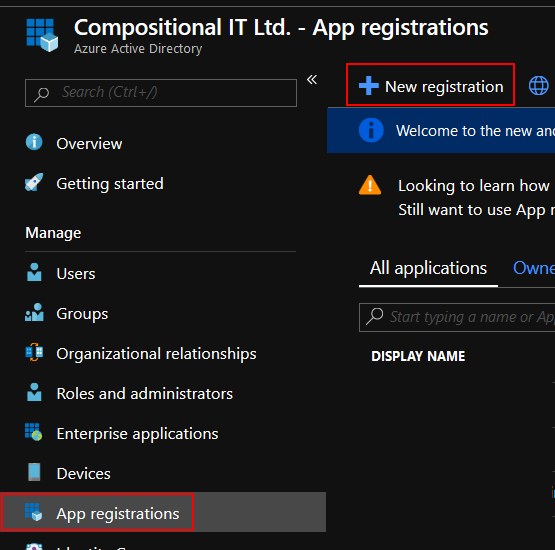 Compositional IT Ltd. - App registrations
Azure Active Directory
Search (Ctrl+/)
«
Overview
Getting started
Manage
Users
Groups
Organizational relationships
Roles and administrators
Enterprise applications
Devices
App registrations
New registration
Welcome to the new and
Looking to learn how
Still want to use App r
All applications
Owne
Start typing a name or Ap
DISPLAY NAME